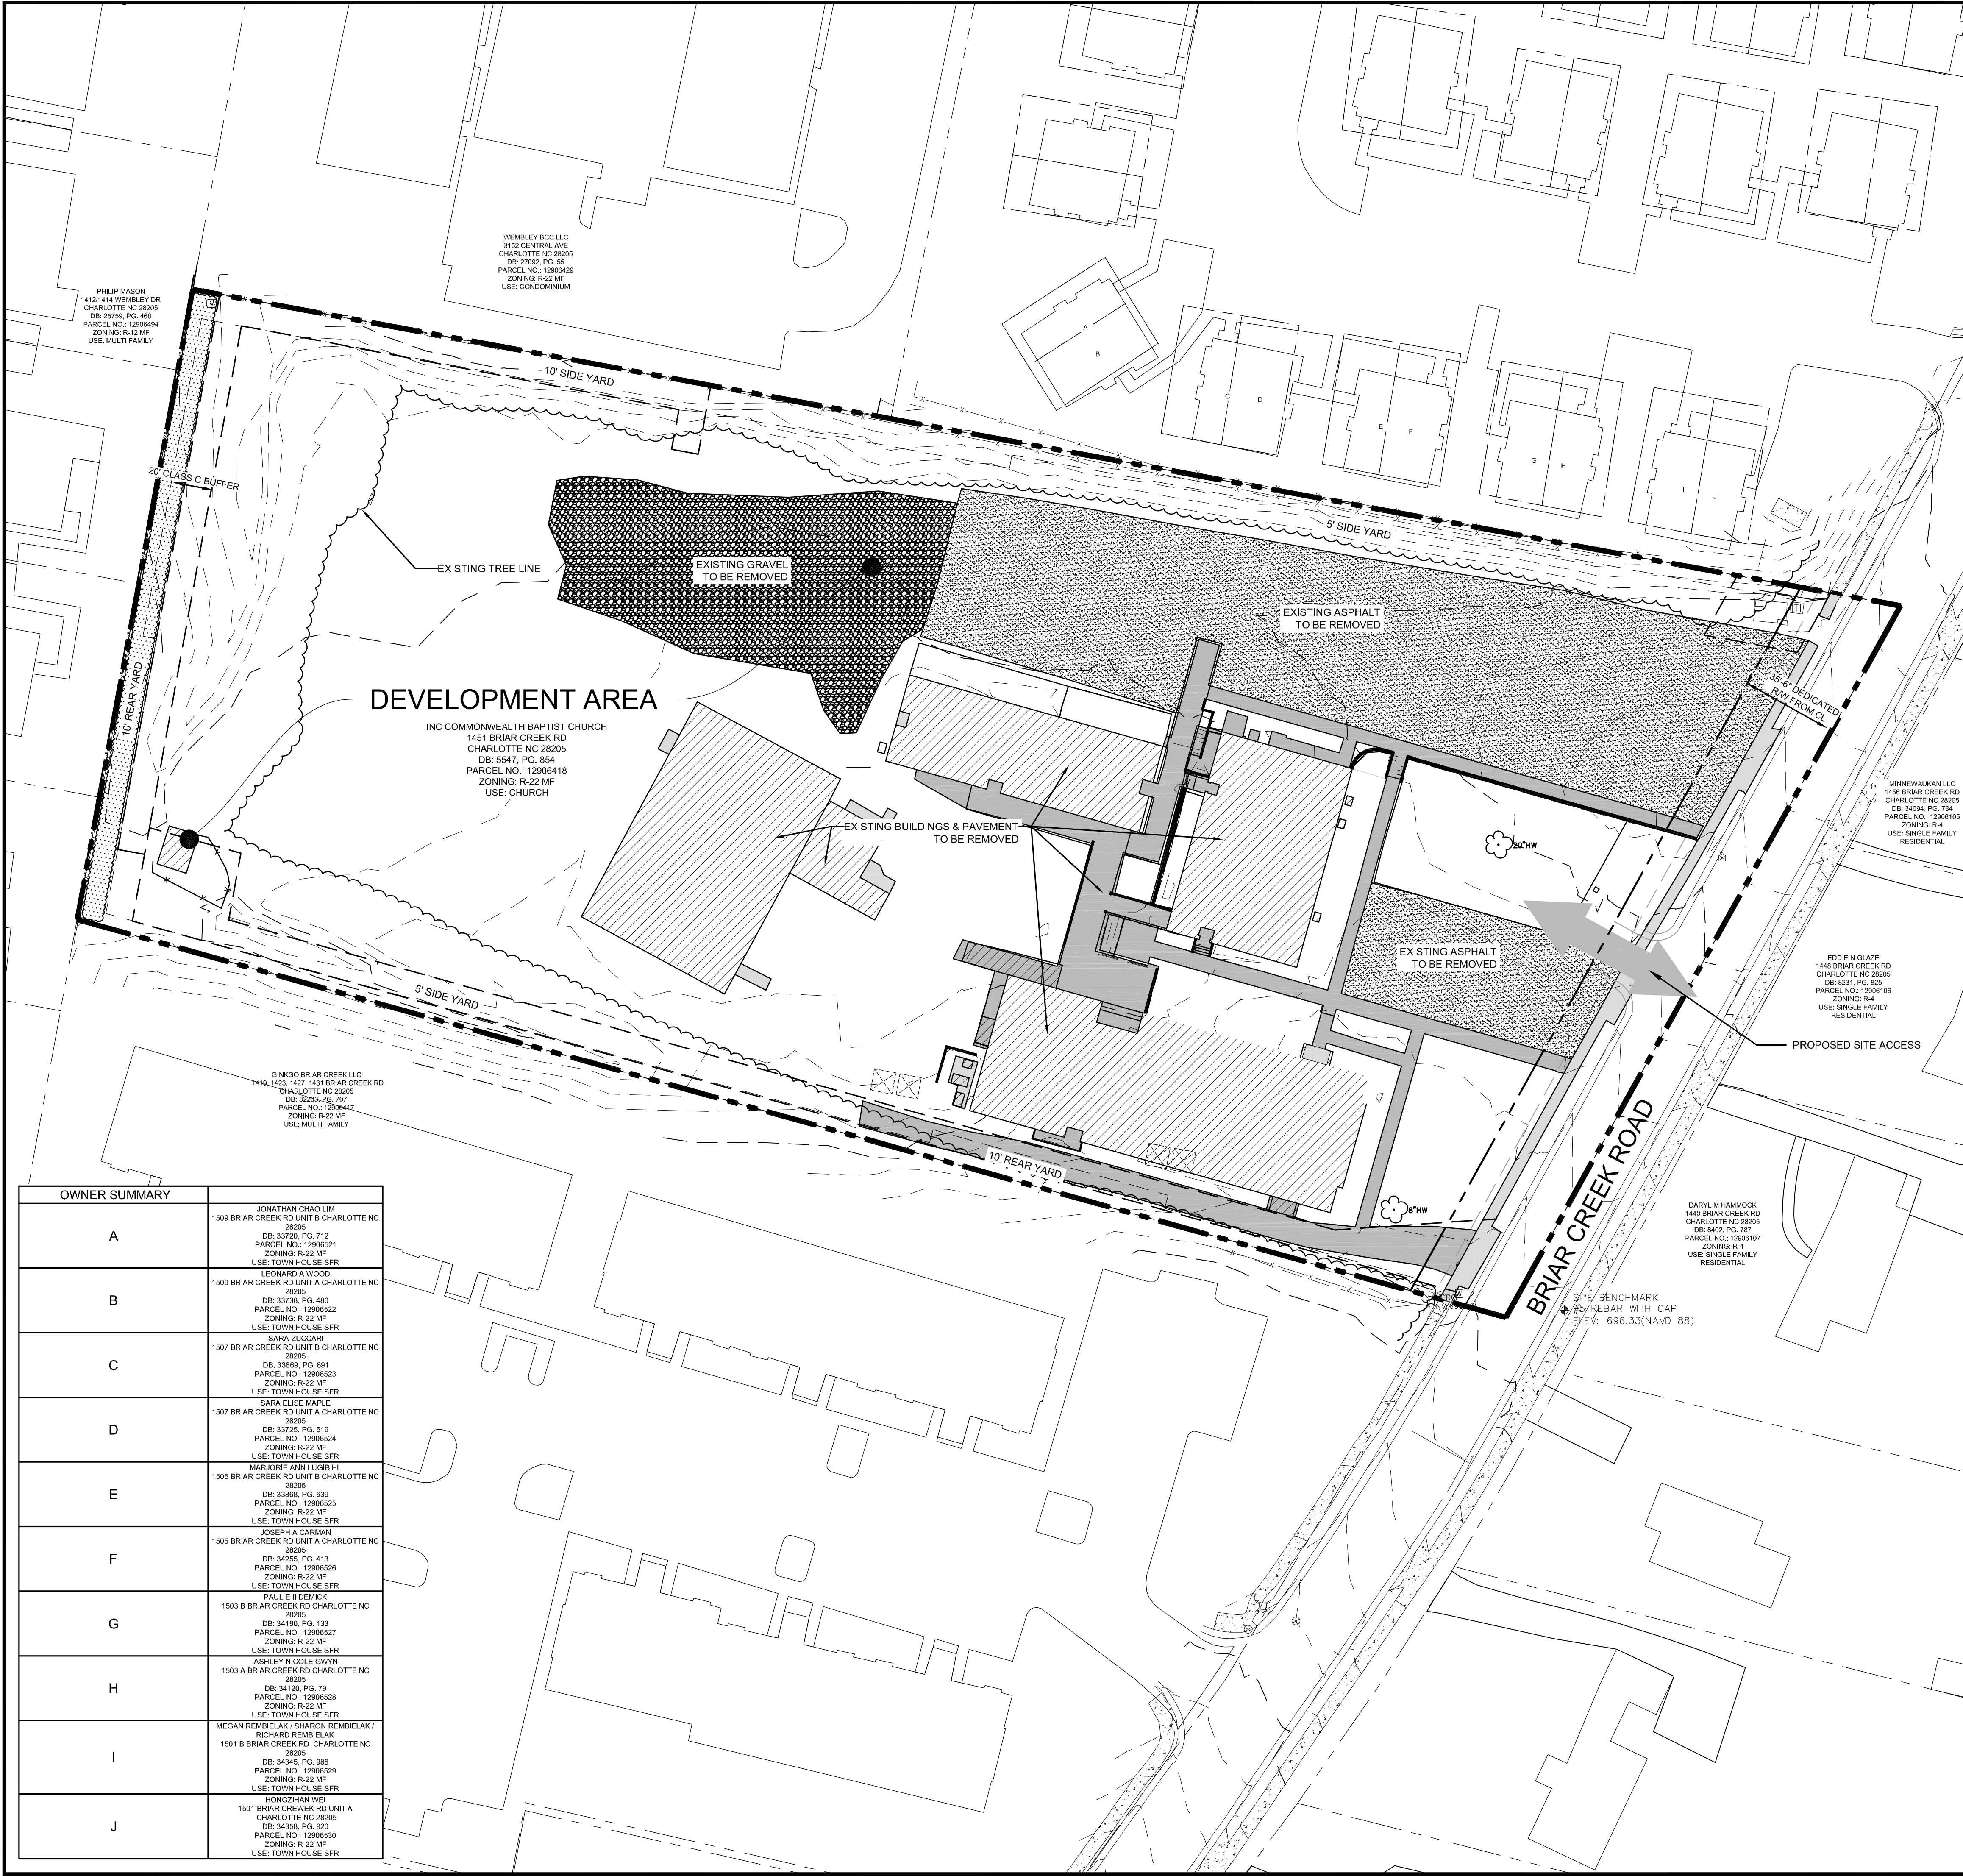 WEMBLEY BCC LLC
3152 CENTRAL AVE
CHARLOTTE NC 28205
DB: 27092, PG. 55
PARCEL NO.: 12906429
ZONING: R-22 MF
USE: CONDOMINIUM
PHILIP MASON
1412/1414 WEMBLEY DR
CHARLOTTE NC 28205
DB: 25759, PG. 460
PARCEL NO.: 12906494
ZONING: R-12 MF
USE: MULTI FAMILY
A
B
C
D
E
F
G
H
I
J
10' SIDE YARD
20' CLASS C BUFFER
5' SIDE YARD
EXISTING TREE LINE
EXISTING GRAVEL
TO BE REMOVED
EXISTING ASPHALT
TO BE REMOVED
10' REAR YARD
DEVELOPMENT AREA
INC COMMONWEALTH BAPTIST CHURCH
1451 BRIAR CREEK RD
CHARLOTTE NC 28205
DB: 5547, PG. 854
PARCEL NO.: 12906418
ZONING: R-22 MF
USE: CHURCH
35'-6" DEDICATED
R/W FROM CL
MINNEWAUKAN LLC
1456 BRIAR CREEK RD
CHARLOTTE NC 28205
DB: 34094, PG. 734
PARCEL NO.: 12906105
ZONING: R-4
USE: SINGLE FAMILY
RESIDENTIAL
EXISTING BUILDINGS & PAVEMENT
TO BE REMOVED
20"HW
EXISTING ASPHALT
TO BE REMOVED
EDDIE N GLAZE
1448 BRIAR CREEK RD
CHARLOTTE NC 28205
DB: 8231, PG. 825
PARCEL NO.: 12906106
ZONING: R-4
USE: SINGLE FAMILY
RESIDENTIAL
PROPOSED SITE ACCESS
5' SIDE YARD
GINKGO BRIAR CREEK LLC
1419, 1423, 1427, 1431 BRIAR CREEK RD
CHARLOTTE NC 28205
DB: 32203, PG. 707
PARCEL NO.: 12906417
ZONING: R-22 MF
USE: MULTI FAMILY
10' REAR YARD
8"HW
BRIAR CREEK ROAD
DARYL M HAMMOCK
1440 BRIAR CREEK RD
CHARLOTTE NC 28205
DB: 8402, PG. 787
PARCEL NO.: 12906107
ZONING: R-4
USE: SINGLE FAMILY
RESIDENTIAL
SITE BENCHMARK
#5 REBAR WITH CAP
ELEV: 696.33(NAVD 88)
OWNER SUMMARY
A
JONATHAN CHAO LIM
1509 BRIAR CREEK RD UNIT B CHARLOTTE NC
28205
DB: 33720, PG. 712
PARCEL NO.: 12906521
ZONING: R-22 MF
USE: TOWN HOUSE SFR
B
LEONARD A WOOD
1509 BRIAR CREEK RD UNIT A CHARLOTTE NC
28205
DB: 33738, PG. 480
PARCEL NO.: 12906522
ZONING: R-22 MF
USE: TOWN HOUSE SFR
C
SARA ZUCCARI
1507 BRIAR CREEK RD UNIT B CHARLOTTE NC
28205
DB: 33869, PG. 691
PARCEL NO.: 12906523
ZONING: R-22 MF
USE: TOWN HOUSE SFR
D
SARA ELISE MAPLE
1507 BRIAR CREEK RD UNIT A CHARLOTTE NC
28205
DB: 33725, PG. 519
PARCEL NO.: 12906524
ZONING: R-22 MF
USE: TOWN HOUSE SFR
E
MARJORIE ANN LUGIBIHL
1505 BRIAR CREEK RD UNIT B CHARLOTTE NC
28205
DB: 33868, PG. 639
PARCEL NO.: 12906525
ZONING: R-22 MF
USE: TOWN HOUSE SFR
F
JOSEPH A CARMAN
1505 BRIAR CREEK RD UNIT A CHARLOTTE NC
28205
DB: 34255, PG. 413
PARCEL NO.: 12906526
ZONING: R-22 MF
USE: TOWN HOUSE SFR
G
PAUL E II DEMICK
1503 B BRIAR CREEK RD CHARLOTTE NC
28205
DB: 34190, PG. 133
PARCEL NO.: 12906527
ZONING: R-22 MF
USE: TOWN HOUSE SFR
H
ASHLEY NICOLE GWYN
1503 A BRIAR CREEK RD CHARLOTTE NC
28205
DB: 34120, PG. 79
PARCEL NO.: 12906528
ZONING: R-22 MF
USE: TOWN HOUSE SFR
I
MEGAN REMBIELAK / SHARON REMBIELAK /
RICHARD REMBIELAK
1501 B BRIAR CREEK RD CHARLOTTE NC
28205
DB: 34345, PG. 988
PARCEL NO.: 12906529
ZONING: R-22 MF
USE: TOWN HOUSE SFR
J
HONGZIHAN WEI
1501 BRIAR CREWEK RD UNIT A
CHARLOTTE NC 28205
DB: 34358, PG. 920
PARCEL NO.: 12906530
ZONING: R-22 MF
USE: TOWN HOUSE SFR